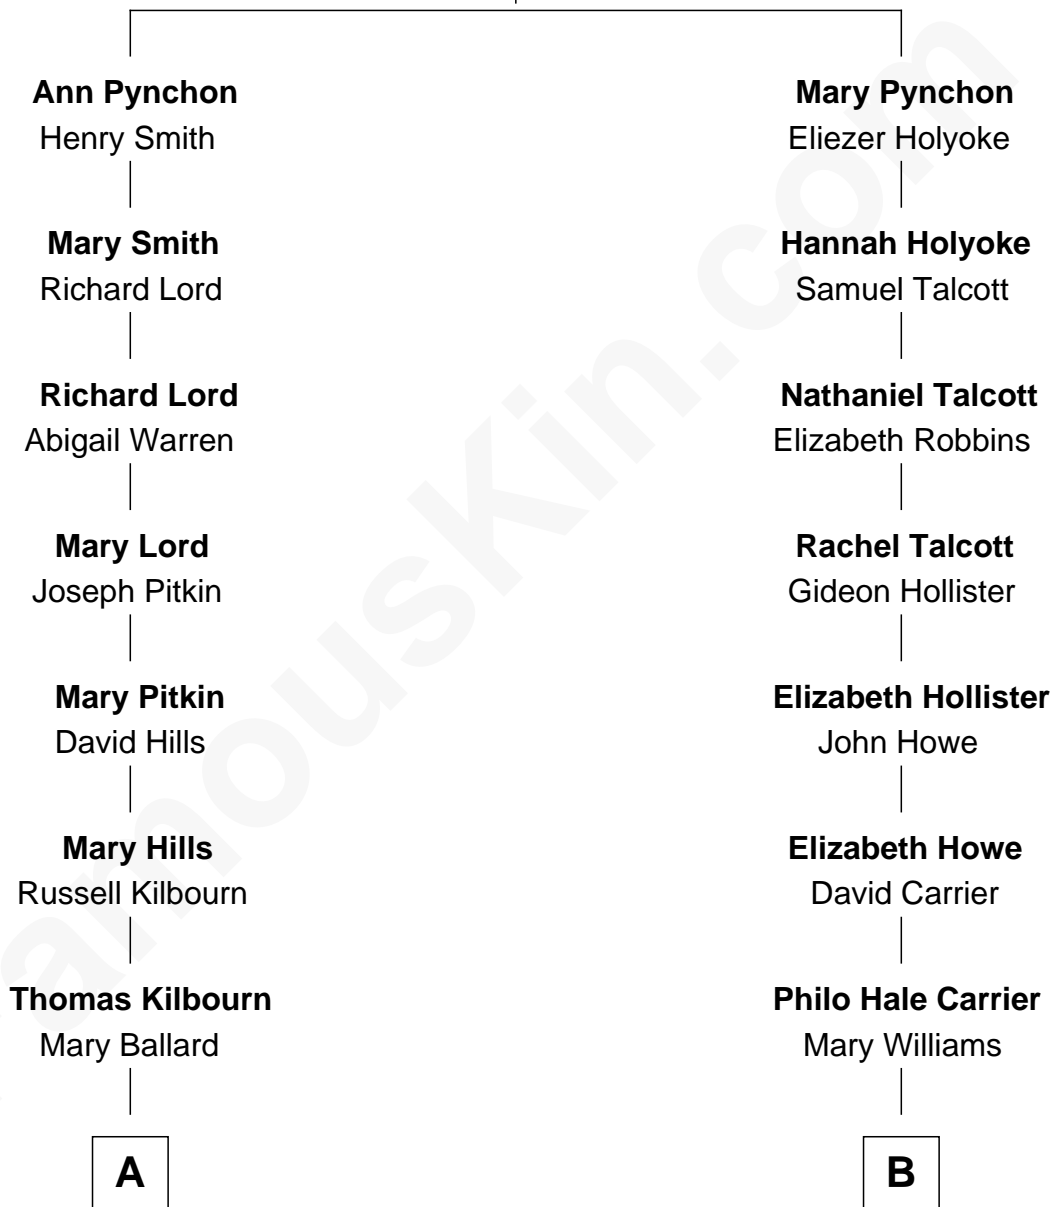 Ann Pynchon
Henry Smith
Mary Smith
Richard Lord
Richard Lord
Abigail Warren
Mary Lord
Joseph Pitkin
Mary Pitkin
David Hills
Mary Hills
Russell Kilbourn
Thomas Kilbourn
Mary Ballard
A
Mary Pynchon
Eliezer Holyoke
Hannah Holyoke
Samuel Talcott
Nathaniel Talcott
Elizabeth Robbins
Rachel Talcott
Gideon Hollister
Elizabeth Hollister
John Howe
Elizabeth Howe
David Carrier
Philo Hale Carrier
Mary Williams
B
amousKin.com